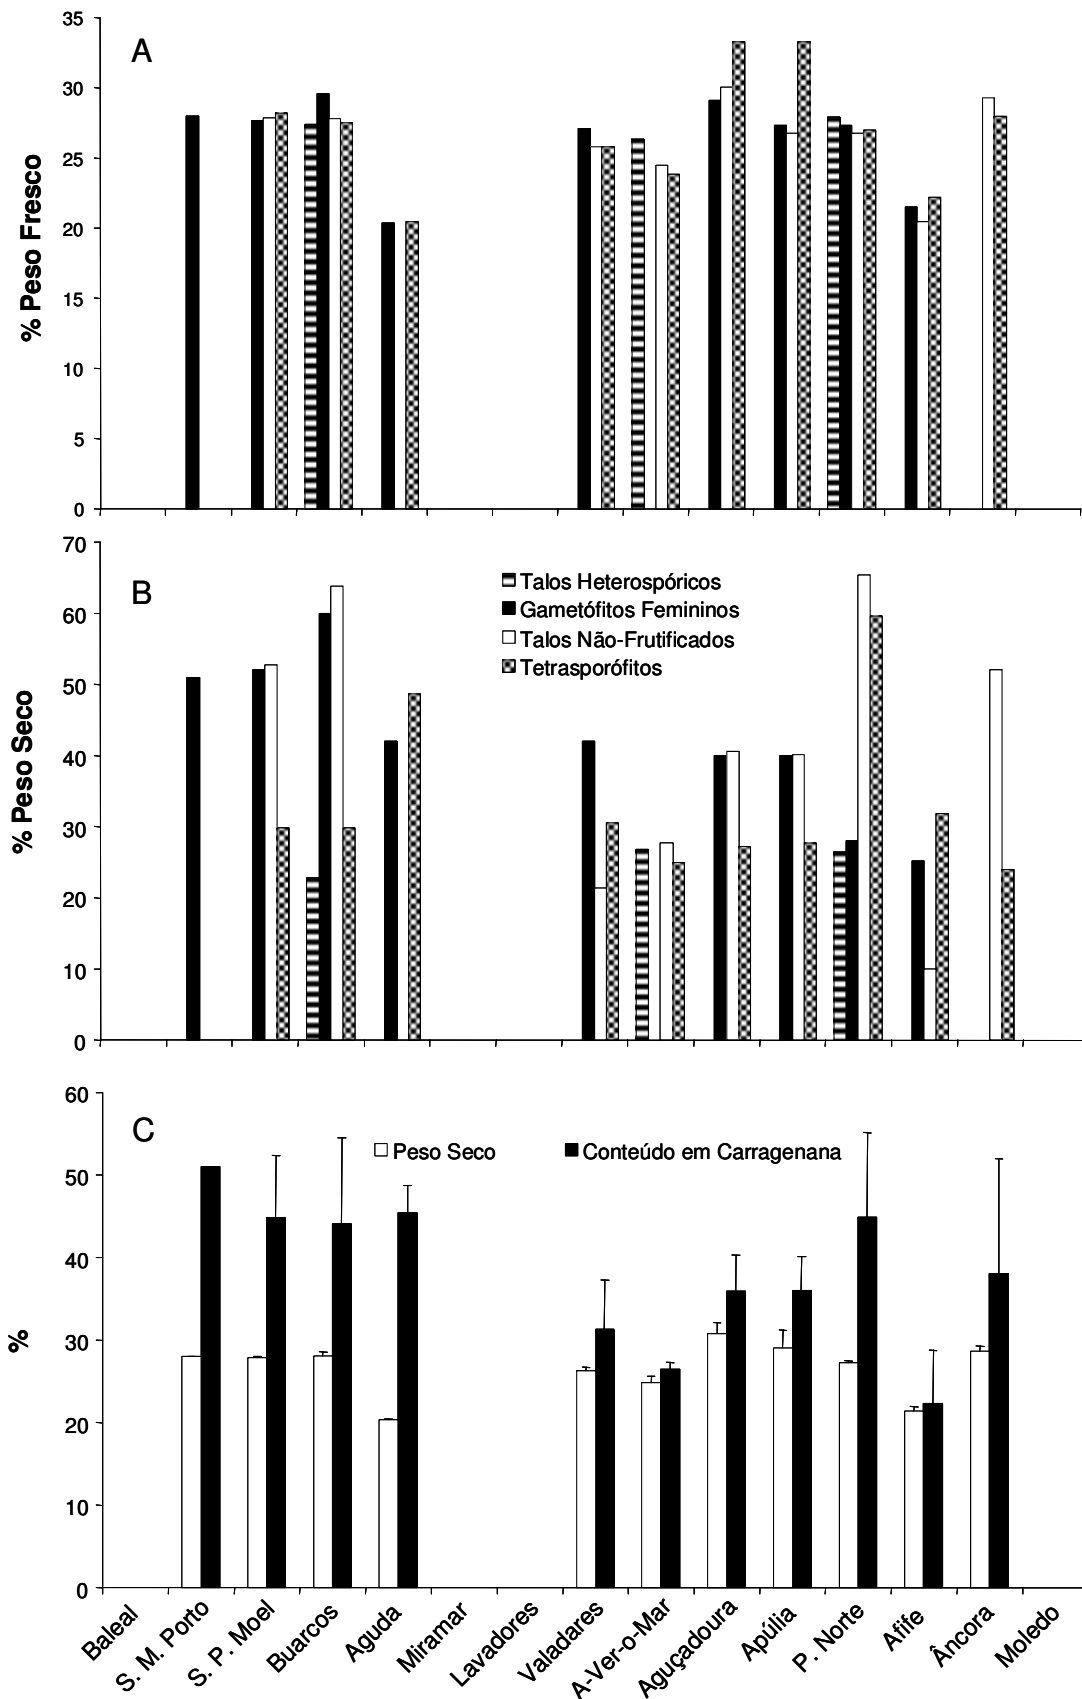 35
A
30
25
20
15
10
5
0
% Peso Fresco
70
B
60
50
40
30
20
10
0
% Peso Seco
Talos Heterospóricos
Gametófitos Femininos
Talos Não-Frutificados
Tetrasporófitos
60
C
50
40
30
20
10
0
%
Peso Seco Conteúdo em Carragenana
Baleal
S. M. Porto
S. P. Moel
Buarcos
Aguda
Miramar
Lavadores
Valadares
A-Ver-o-Mar
Aguçadoura
Apúlia
P. Norte
Afife
Âncora
Moledo